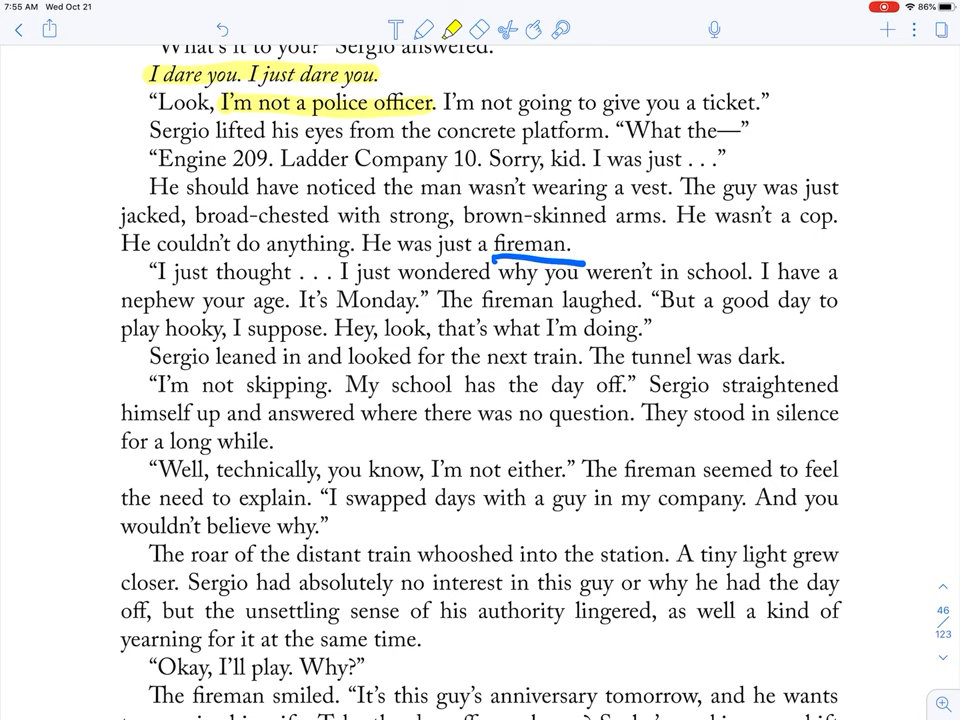 7:55 AM Wed Oct 21
86%
"What's it to you?" Sergio answered.
I dare you. I just dare you.
“Look, I’m not a police officer. I’m not going to give you a ticket.”
Sergio lifted his eyes from the concrete platform. “What the—”
“Engine 209. Ladder Company 10. Sorry, kid. I was just . . .”
He should have noticed the man wasn’t wearing a vest. The guy was just
jacked, broad-chested with strong, brown-skinned arms. He wasn’t a cop.
He couldn’t do anything. He was just a fireman.
“I just thought . . . I just wondered why you weren’t in school. I have a
nephew your age. It’s Monday.” The fireman laughed. “But a good day to
play hooky, I suppose. Hey, look, that’s what I’m doing.”
Sergio leaned in and looked for the next train. The tunnel was dark.
“I’m not skipping. My school has the day off.” Sergio straightened
himself up and answered where there was no question. They stood in silence
for a long while.
“Well, technically, you know, I’m not either.” The fireman seemed to feel
the need to explain. “I swapped days with a guy in my company. And you
wouldn’t believe why.”
The roar of the distant train whooshed into the station. A tiny light grew
closer. Sergio had absolutely no interest in this guy or why he had the day
off, but the unsettling sense of his authority lingered, as well a kind of
yearning for it at the same time.
“Okay, I’ll play. Why?”
The fireman smiled. “It’s this guy’s anniversary tomorrow, and he wants
46
123